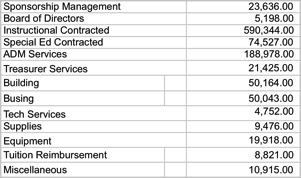 Sponsorship Management 23,636.00
Board of Directors 5,198.00
Instructional Contracted 590,344.00
Special Ed Contracted 74,527.00
ADM Services 188,978.00
Treasurer Services 21,425.00
Building 50,164.00
Busing 50,043.00
Tech Services 4,752.00
Supplies 9,476.00
Equipment 19,918.00
Tuition Reimbursement 8,821.00
Miscellaneous 10,915.00